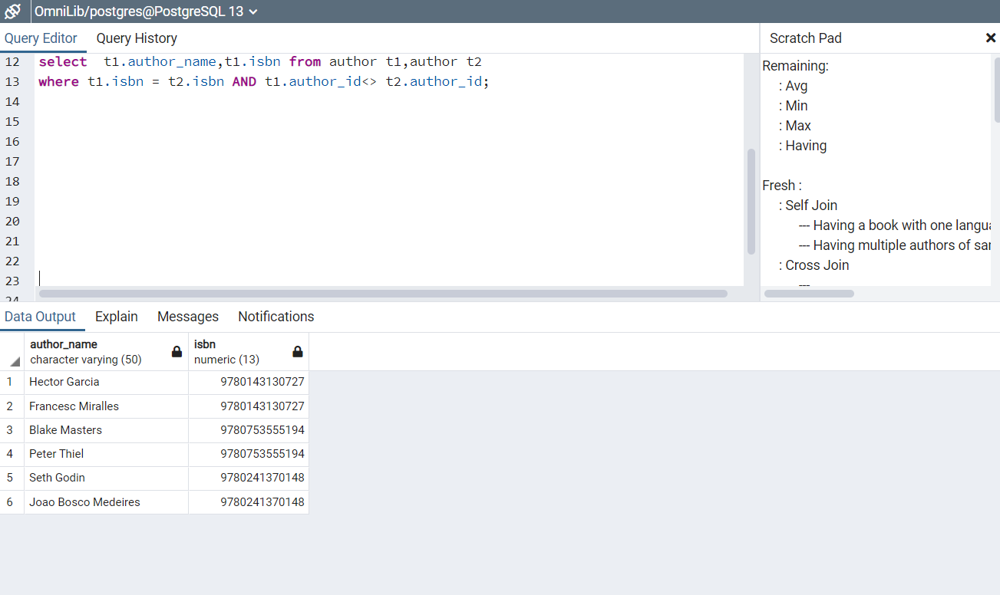 OmniLib/postgres@PostgreSQL 13
Query Editor Query History
Scratch Pad
12 select t1.author_name,t1.isbn from author t1,author t2
13 where t1.isbn = t2.isbn AND t1.author_id<> t2.author_id;
14
15
16
17
18
19
20
21
22
23
24
Remaining:
: Avg
: Min
: Max
: Having
Fresh :
: Self Join
--- Having a book with one langua
--- Having multiple authors of sa
: Cross Join
---
Data Output Explain Messages Notifications
author_name isbn
character varying (50) numeric (13)
1 Hector Garcia 9780143130727
2 Francesc Miralles 9780143130727
3 Blake Masters 9780753555194
4 Peter Thiel 9780753555194
5 Seth Godin 9780241370148
6 Joao Bosco Medeires 9780241370148